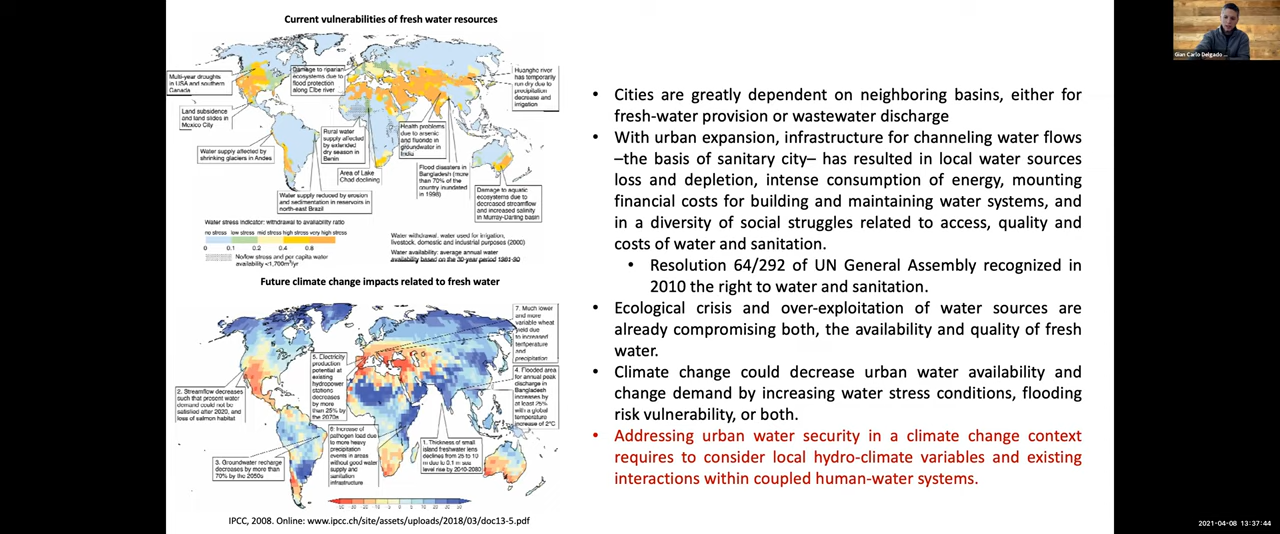 Current vulnerabilities of fresh water resources
Multi-year droughts
in USA and southern
Canada
Damage to riparian
ecosystems due to
flood protection
along Elbe river
Huanghe river
has temporarily
run dry due to
precipitation
decrease and
irrigation
Land subsidence
and land slides in
Mexico City
Water supply affected by
shrinking glaciers in Andes
Rural water
supply affected
by extended
dry season in
Benin
Health problems
due to arsenic
and fluoride in
groundwater in
India
Area of Lake
Chad declining
Flood disasters in
Bangladesh (more
than 70% of the
country inundated
in 1998)
Water supply reduced by erosion
and sedimentation in reservoirs in
north-east Brazil
Damage to aquatic
ecosystems due to
decreased streamflow
and increased salinity
in Murray-Darling basin
Water stress indicator: withdrawal to availability ratio
no stress low stress mid stress high stress very high stress
0 0.1 0.2 0.4 0.8
No/low stress and per capita water
availability <1,700m³/yr
Water withdrawal: water used for irrigation,
livestock, domestic and industrial purposes (2000)
Water availability: average annual water
availability based on the 30-year period 1961-90
Future climate change impacts related to fresh water
7. Much lower
and more
variable wheat
yield due
to increased
temperature
and
precipitation
5. Electricity
production
potential at
existing
hydropower
stations
decreases
by more
than 25% by
the 2070s
4. Flooded area
for annual peak
discharge in
Bangladesh
increases by
at least 25%
with a global
temperature
increase of 2°C
2. Streamflow decreases
such that present water
demand could not be
satisfied after 2020, and
loss of salmon habitat
6: Increase of
pathogen load due
to more heavy
precipitation
events in areas
without good water
supply and
sanitation
infrastructure
1. Thickness of small
island freshwater lens
declines from 25 to 10
m due to 0.1 m sea
level rise by 2040-2080
3. Groundwater recharge
decreases by more than
70% by the 2050s
IPCC, 2008. Online: www.ipcc.ch/site/assets/uploads/2018/03/doc13-5.pdf
• Cities are greatly dependent on neighboring basins, either for
fresh-water provision or wastewater discharge
• With urban expansion, infrastructure for channeling water flows
–the basis of sanitary city– has resulted in local water sources
loss and depletion, intense consumption of energy, mounting
financial costs for building and maintaining water systems, and
in a diversity of social struggles related to access, quality and
costs of water and sanitation.
• Resolution 64/292 of UN General Assembly recognized in
2010 the right to water and sanitation.
• Ecological crisis and over-exploitation of water sources are
already compromising both, the availability and quality of fresh
water.
• Climate change could decrease urban water availability and
change demand by increasing water stress conditions, flooding
risk vulnerability, or both.
• Addressing urban water security in a climate change context
requires to consider local hydro-climate variables and existing
interactions within coupled human-water systems.
Gian Carlo Delgado ...
2021-04-08 13:37:44